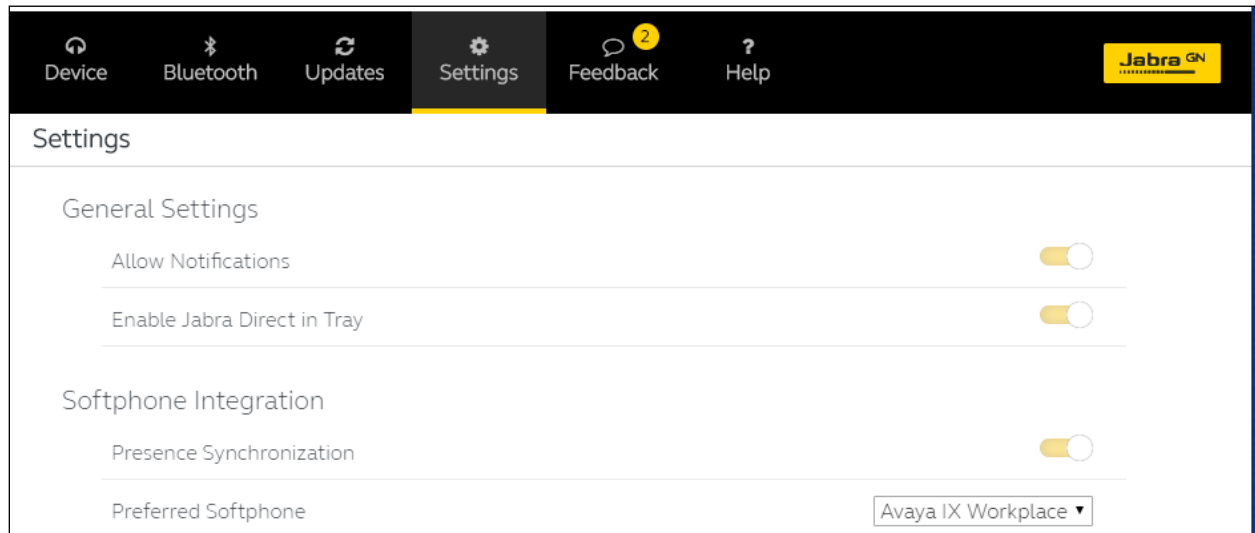 Device Bluetooth Updates Settings Feedback 2 ? Help Jabra GN
Settings
General Settings
Allow Notifications
Enable Jabra Direct in Tray
Softphone Integration
Presence Synchronization
Preferred Softphone Avaya IX Workplace